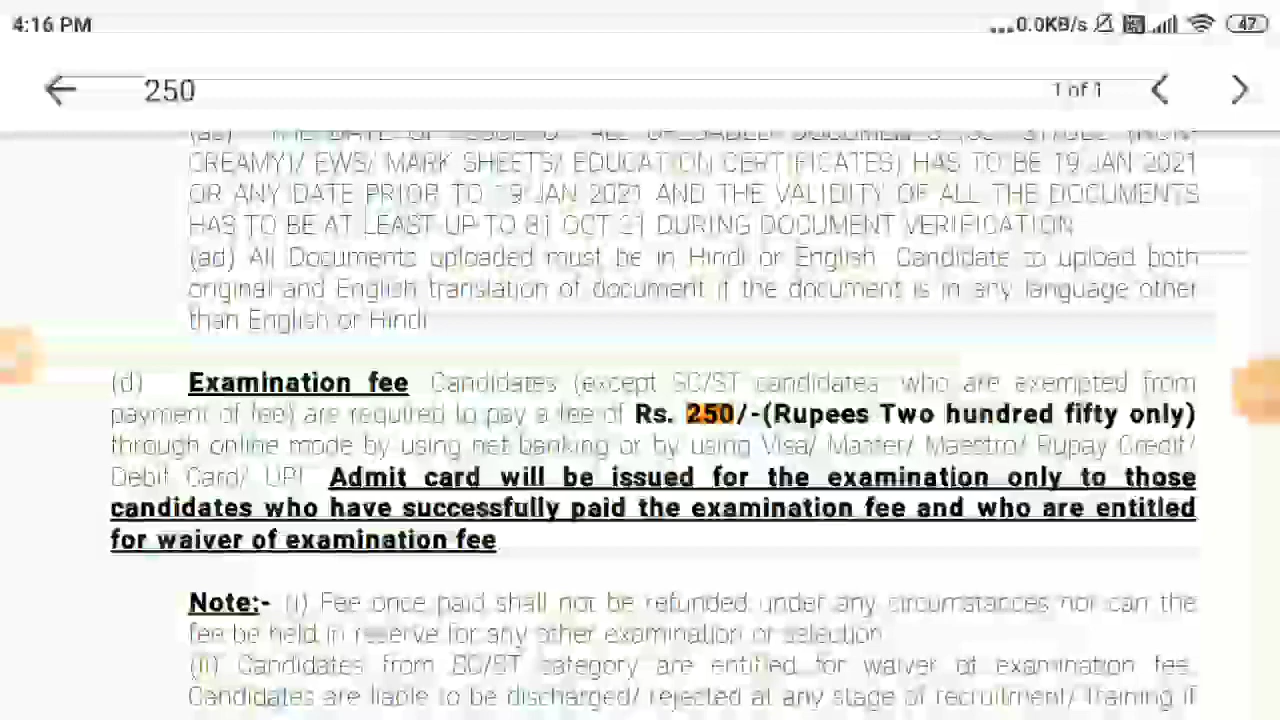 4:16 PM
...0.0KB/s
47
250
1 of 1
CREAMY)/ EWS/ MARK SHEETS/ EDUCATION CERTIFICATES) HAS TO BE 19 JAN 2021
OR ANY DATE PRIOR TO 19 JAN 2021 AND THE VALIDITY OF ALL THE DOCUMENTS
HAS TO BE AT LEAST UP TO 31 OCT 21 DURING DOCUMENT VERIFICATION
(ad) All Documents uploaded must be in Hindi or English. Candidate to upload both
original and English translation of document if the document is in any language other
than English or Hindi
(d) Examination fee Candidates (except SC/ST candidates who are exempted from
payment of fee) are required to pay a fee of Rs. 250/-(Rupees Two hundred fifty only)
through online mode by using net banking or by using Visa/ Master/ Maestro/ Rupay Credit/
Debit Card/ UPI. Admit card will be issued for the examination only to those
candidates who have successfully paid the examination fee and who are entitled
for waiver of examination fee
Note:- (i) Fee once paid shall not be refunded under any circumstances nor can the
fee be held in reserve for any other examination or selection
(ii) Candidates from SC/ST category are entitled for waiver of examination fee.
Candidates are liable to be discharged/ rejected at any stage of recruitment/ Training if